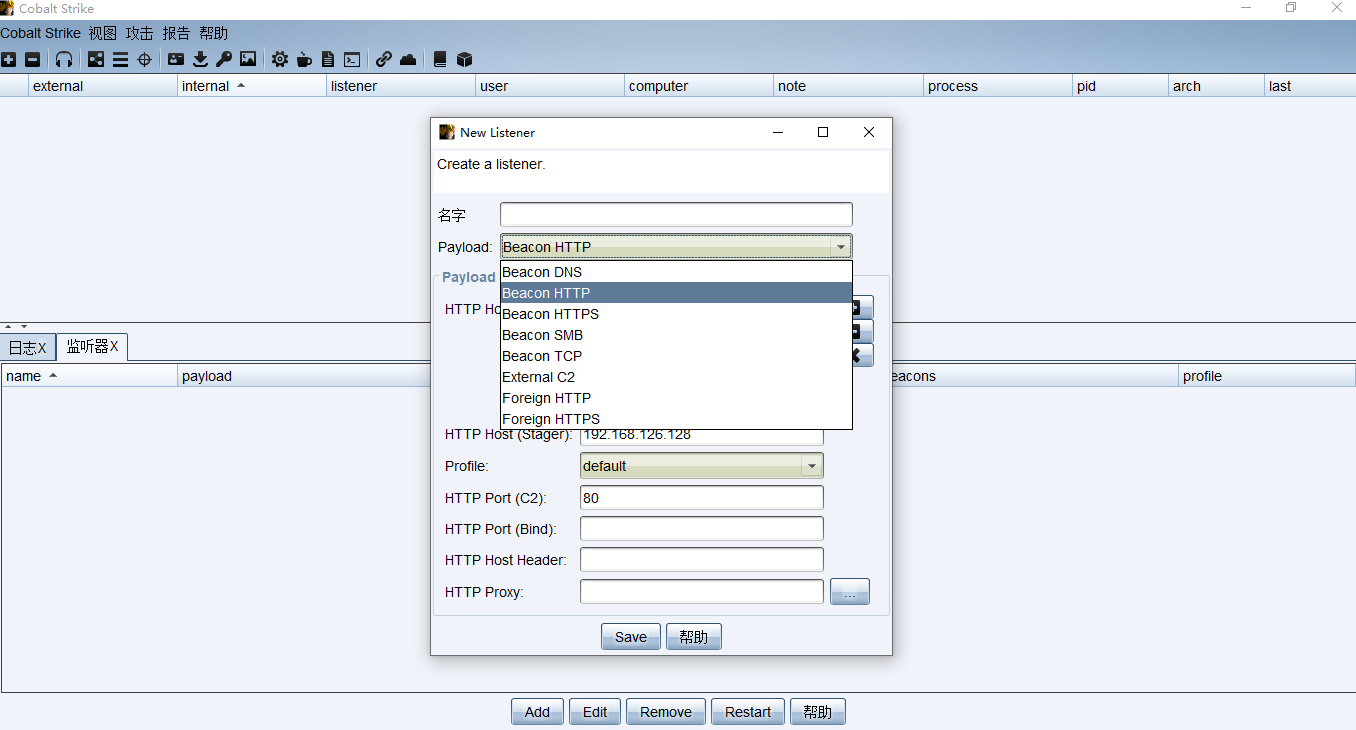 Cobalt Strike
Cobalt Strike 视图 攻击 报告 帮助
external internal listener user computer note process pid arch last
New Listener
Create a listener.
名字
Payload: Beacon HTTP
Beacon DNS
Beacon HTTP
Beacon HTTPS
Beacon SMB
Beacon TCP
External C2
Foreign HTTP
Foreign HTTPS
Payload
HTTP Ho
HTTP Host (Stager): 192.168.126.128
Profile: default
HTTP Port (C2): 80
HTTP Port (Bind):
HTTP Host Header:
HTTP Proxy: ...
Save 帮助
日志X 监听器X
name payload eacons profile
Add Edit Remove Restart 帮助